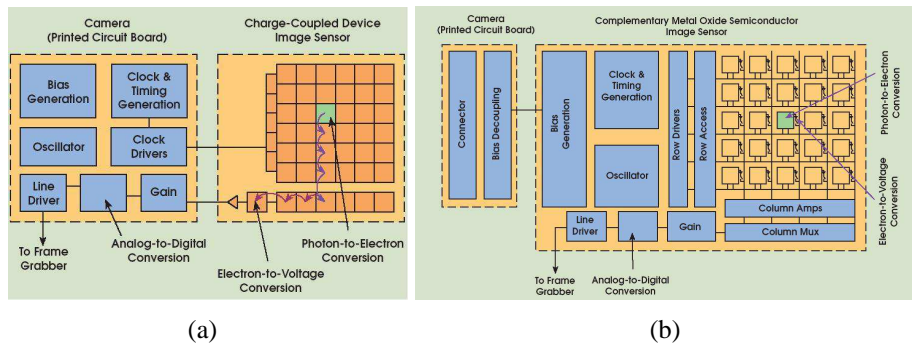 Camera
(Printed Circuit Board)
Charge-Coupled Device
Image Sensor
Bias
Generation
Clock &
Timing
Generation
Oscillator
Clock
Drivers
Line
Driver
Gain
To Frame
Grabber
Analog-to-Digital
Conversion
Photon-to-Electron
Conversion
Electron-to-Voltage
Conversion
(a)
Camera
(Printed Circuit Board)
Complementary Metal Oxide Semiconductor
Image Sensor
Connector
Bias Decoupling
Bias
Generation
Clock &
Timing
Generation
Oscillator
Row Drivers
Row Access
Photon-to-Electron
Conversion
Electron-to-Voltage
Conversion
Column Amps
Column Mux
Line
Driver
Gain
To Frame
Grabber
Analog-to-Digital
Conversion
(b)